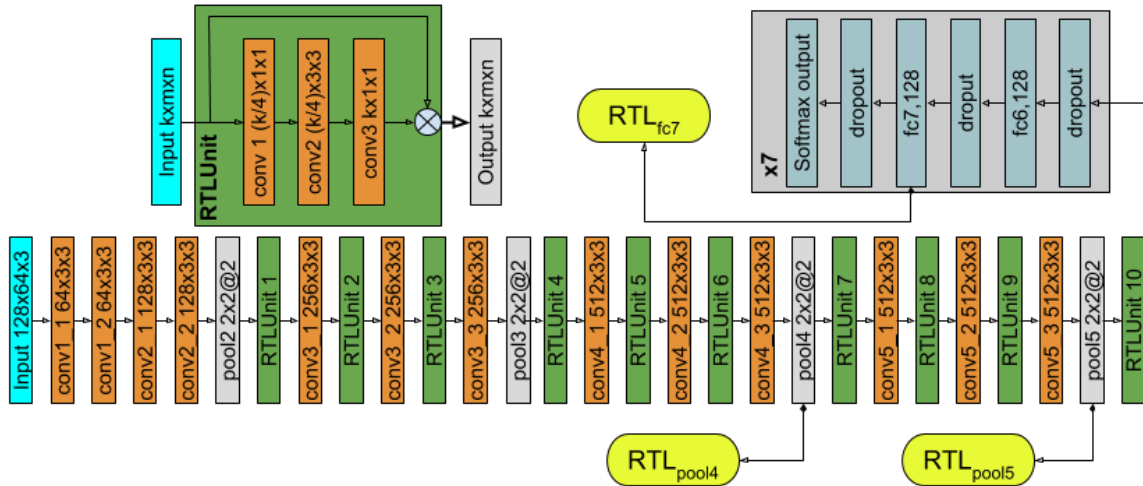 Input kxmxn
RTLUnit
conv 1 (k/4)x1x1
conv2 (k/4)x3x3
conv3 kx1x1
Output kxmxn
RTLfc7
x7
Softmax output
dropout
fc7,128
droput
fc6,128
dropout
Input 128x64x3
conv1_1 64x3x3
conv1_2 64x3x3
conv2_1 128x3x3
conv2_2 128x3x3
pool2 2x2@2
RTLUnit 1
conv3_1 256x3x3
RTLUnit 2
conv3_2 256x3x3
RTLUnit 3
conv3_3 256x3x3
pool3 2x2@2
RTLUnit 4
conv4_1 512x3x3
RTLUnit 5
conv4_2 512x3x3
RTLUnit 6
conv4_3 512x3x3
pool4 2x2@2
RTLUnit 7
conv5_1 512x3x3
RTLUnit 8
conv5_2 512x3x3
RTLUnit 9
conv5_3 512x3x3
pool5 2x2@2
RTLUnit 10
RTLpool4
RTLpool5